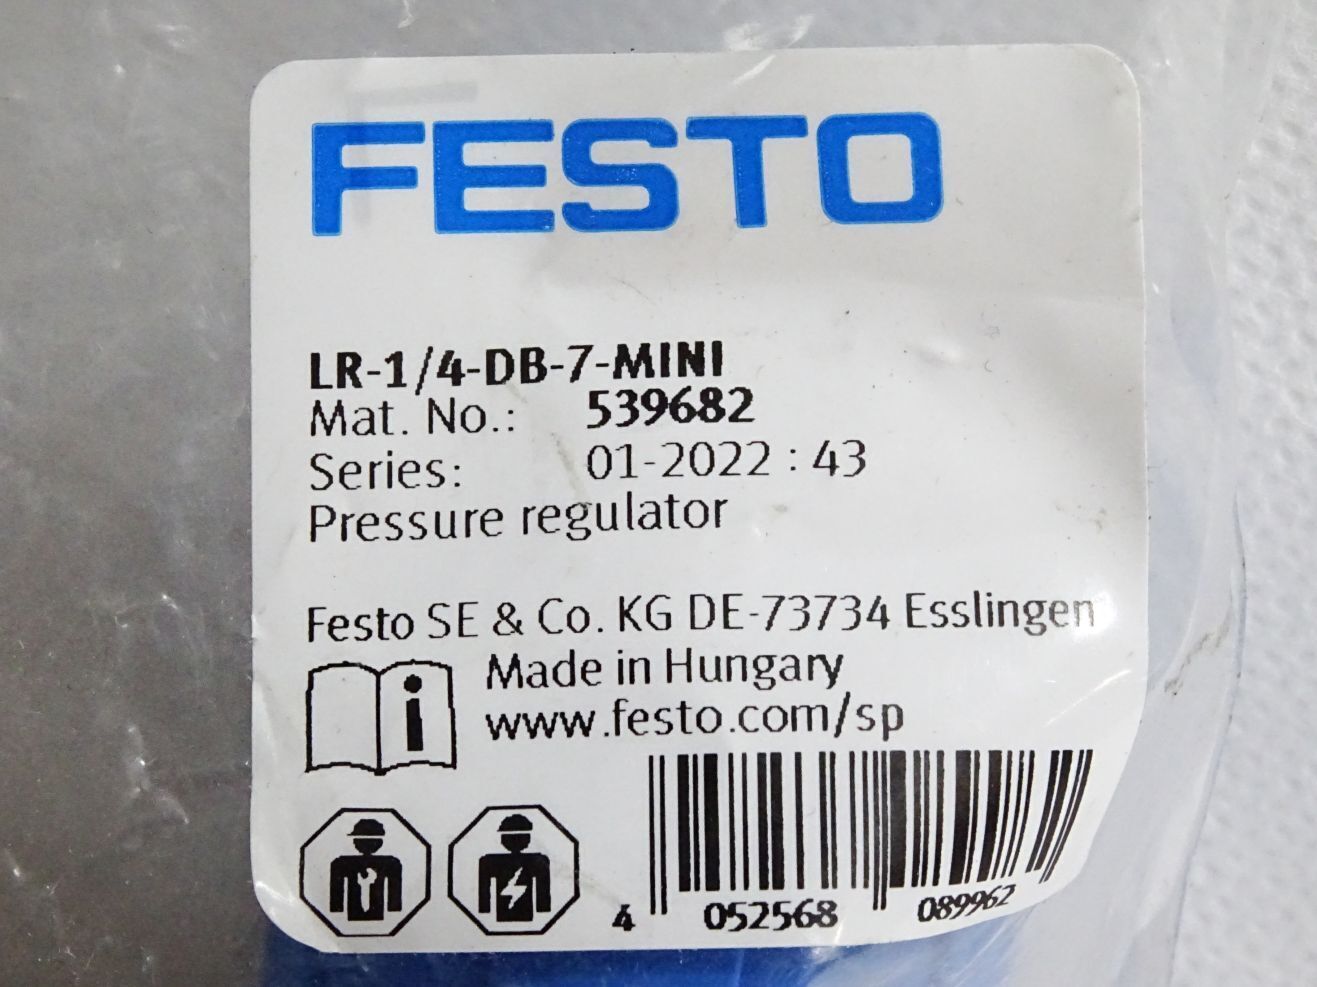 FESTO
LR-1/4-DB-7-MINI
Mat. No.: 539682
Series: 01-2022 : 43
Pressure regulator
Festo SE & Co. KG DE-73734 Esslingen
Made in Hungary
www.festo.com/sp
4 052568 089962